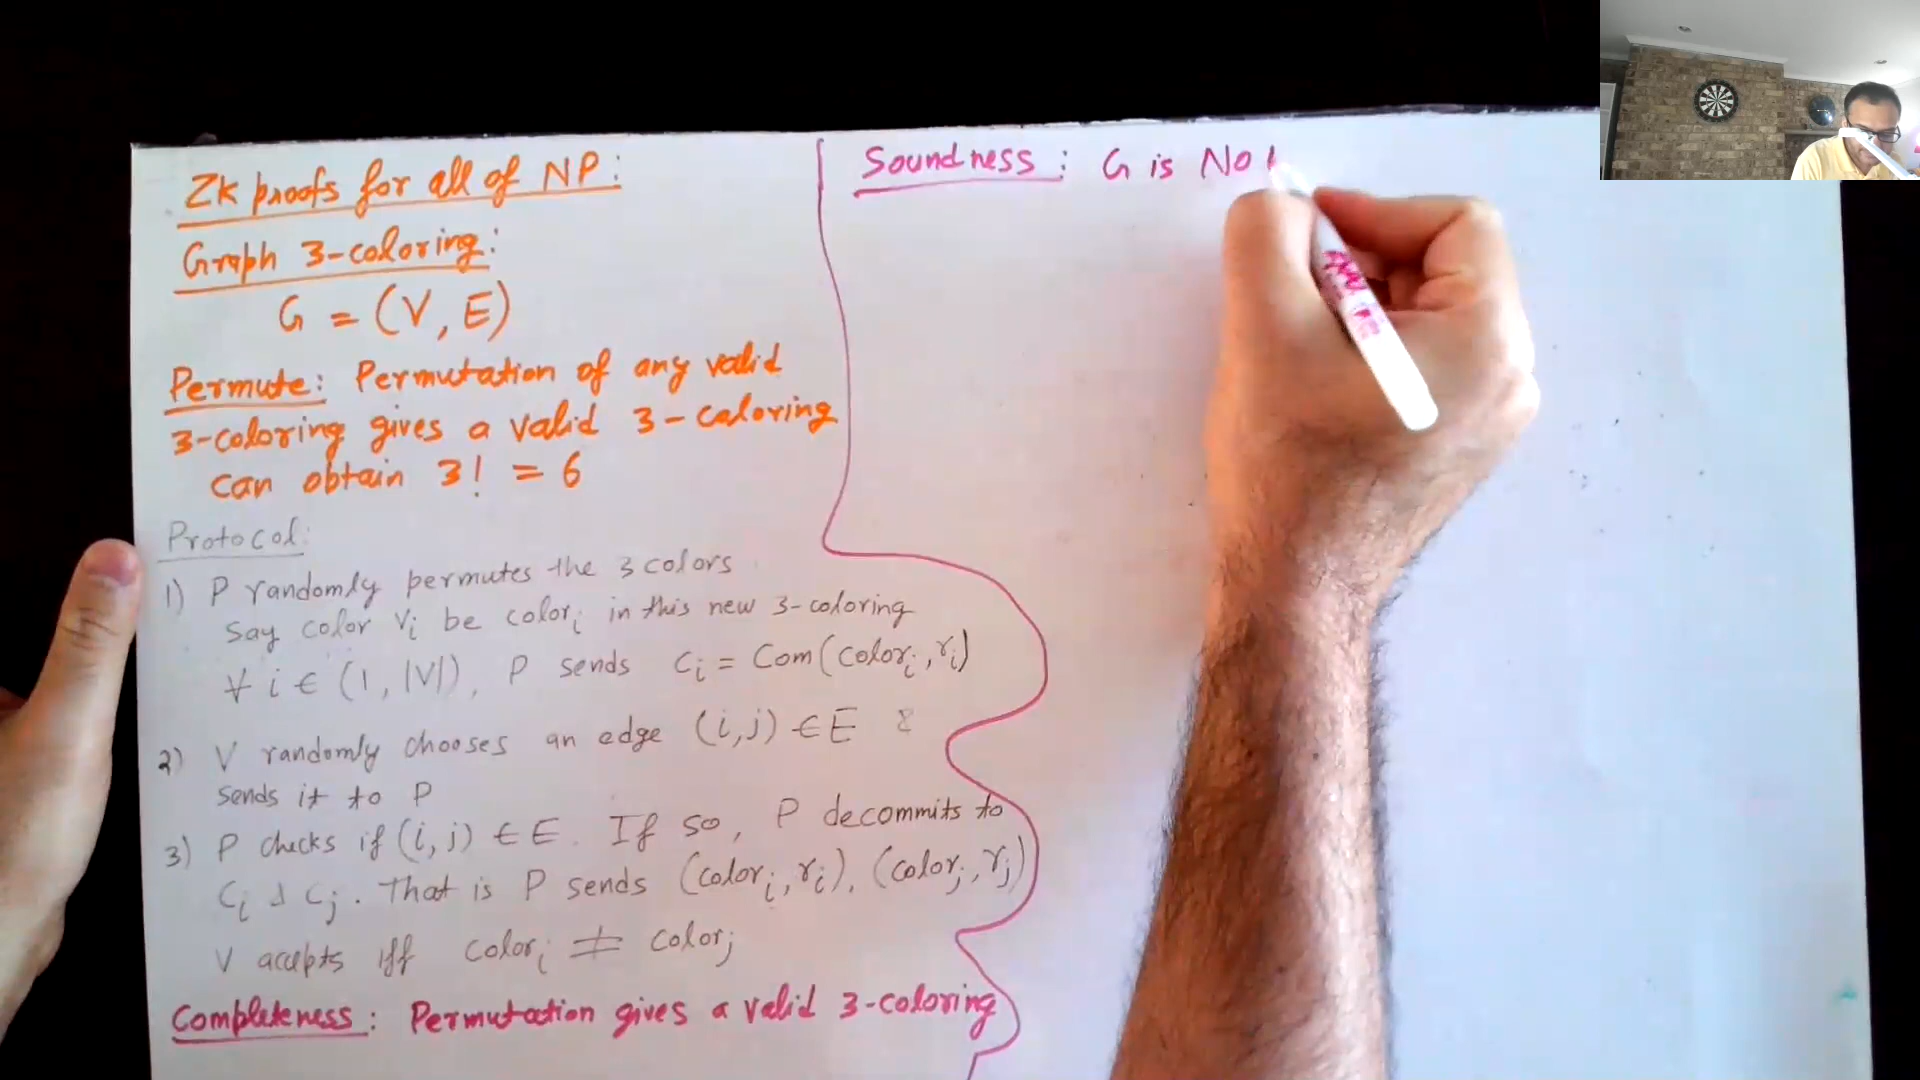 Zk proofs for all of NP:
Graph 3-coloring:
G = (V, E)
Permute: Permutation of any valid
3-coloring gives a valid 3-coloring
can obtain 3! = 6
Protocol:
1) P randomly permutes the 3 colors
Say color vᵢ be colorᵢ in this new 3-coloring
∀ i ∈ (1, |V|), P sends cᵢ = Com(colorᵢ, rᵢ)
2) V randomly chooses an edge (i, j) ∈ E &
sends it to P
3) P checks if (i, j) ∈ E. If so, P decommits to
cᵢ & cⱼ. That is P sends (colorᵢ, rᵢ), (colorⱼ, rⱼ)
V accepts iff colorᵢ ≠ colorⱼ
Completeness: Permutation gives a valid 3-coloring
Soundness: G is No